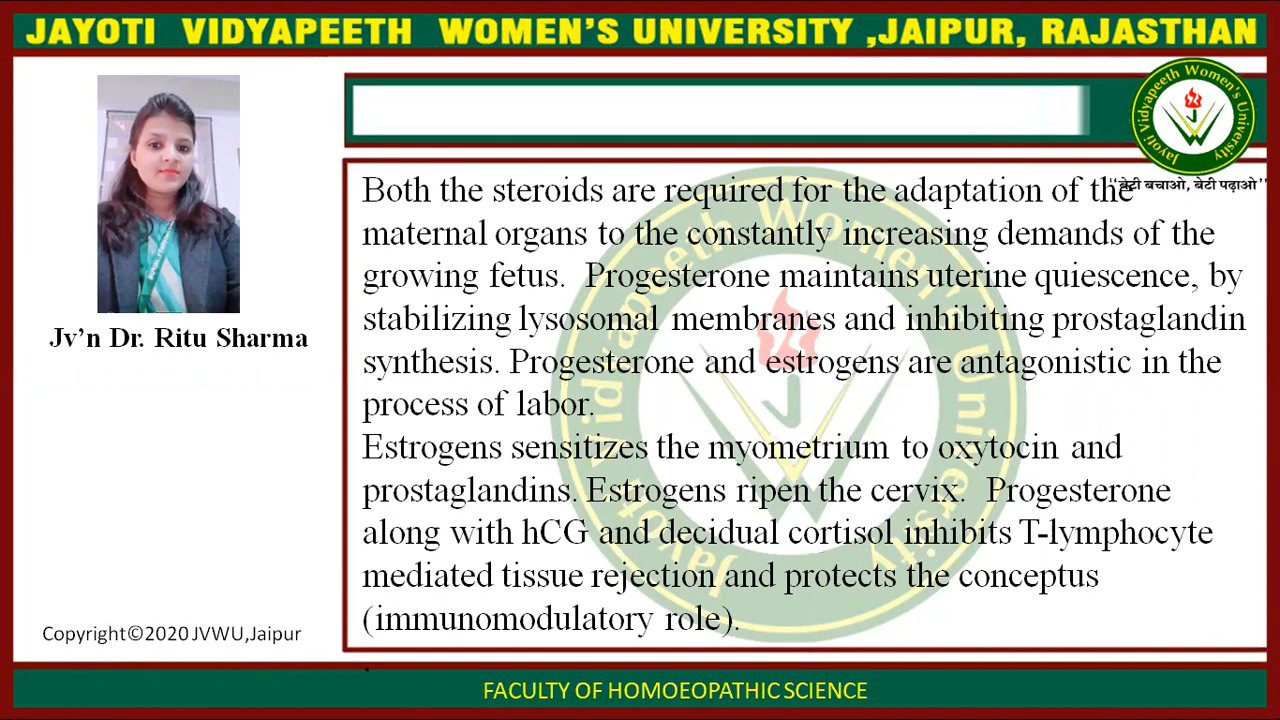 JAYOTI VIDYAPEETH WOMEN'S UNIVERSITY ,JAIPUR, RAJASTHAN
Jayoti Vidyapeeth Women's University
“बेटी बचाओ, बेटी पढ़ाओ”
Jv’n Dr. Ritu Sharma
Both the steroids are required for the adaptation of the
maternal organs to the constantly increasing demands of the
growing fetus. Progesterone maintains uterine quiescence, by
stabilizing lysosomal membranes and inhibiting prostaglandin
synthesis. Progesterone and estrogens are antagonistic in the
process of labor.
Estrogens sensitizes the myometrium to oxytocin and
prostaglandins. Estrogens ripen the cervix. Progesterone
along with hCG and decidual cortisol inhibits T-lymphocyte
mediated tissue rejection and protects the conceptus
(immunomodulatory role).
.
Copyright©2020 JVWU,Jaipur
FACULTY OF HOMOEOPATHIC SCIENCE